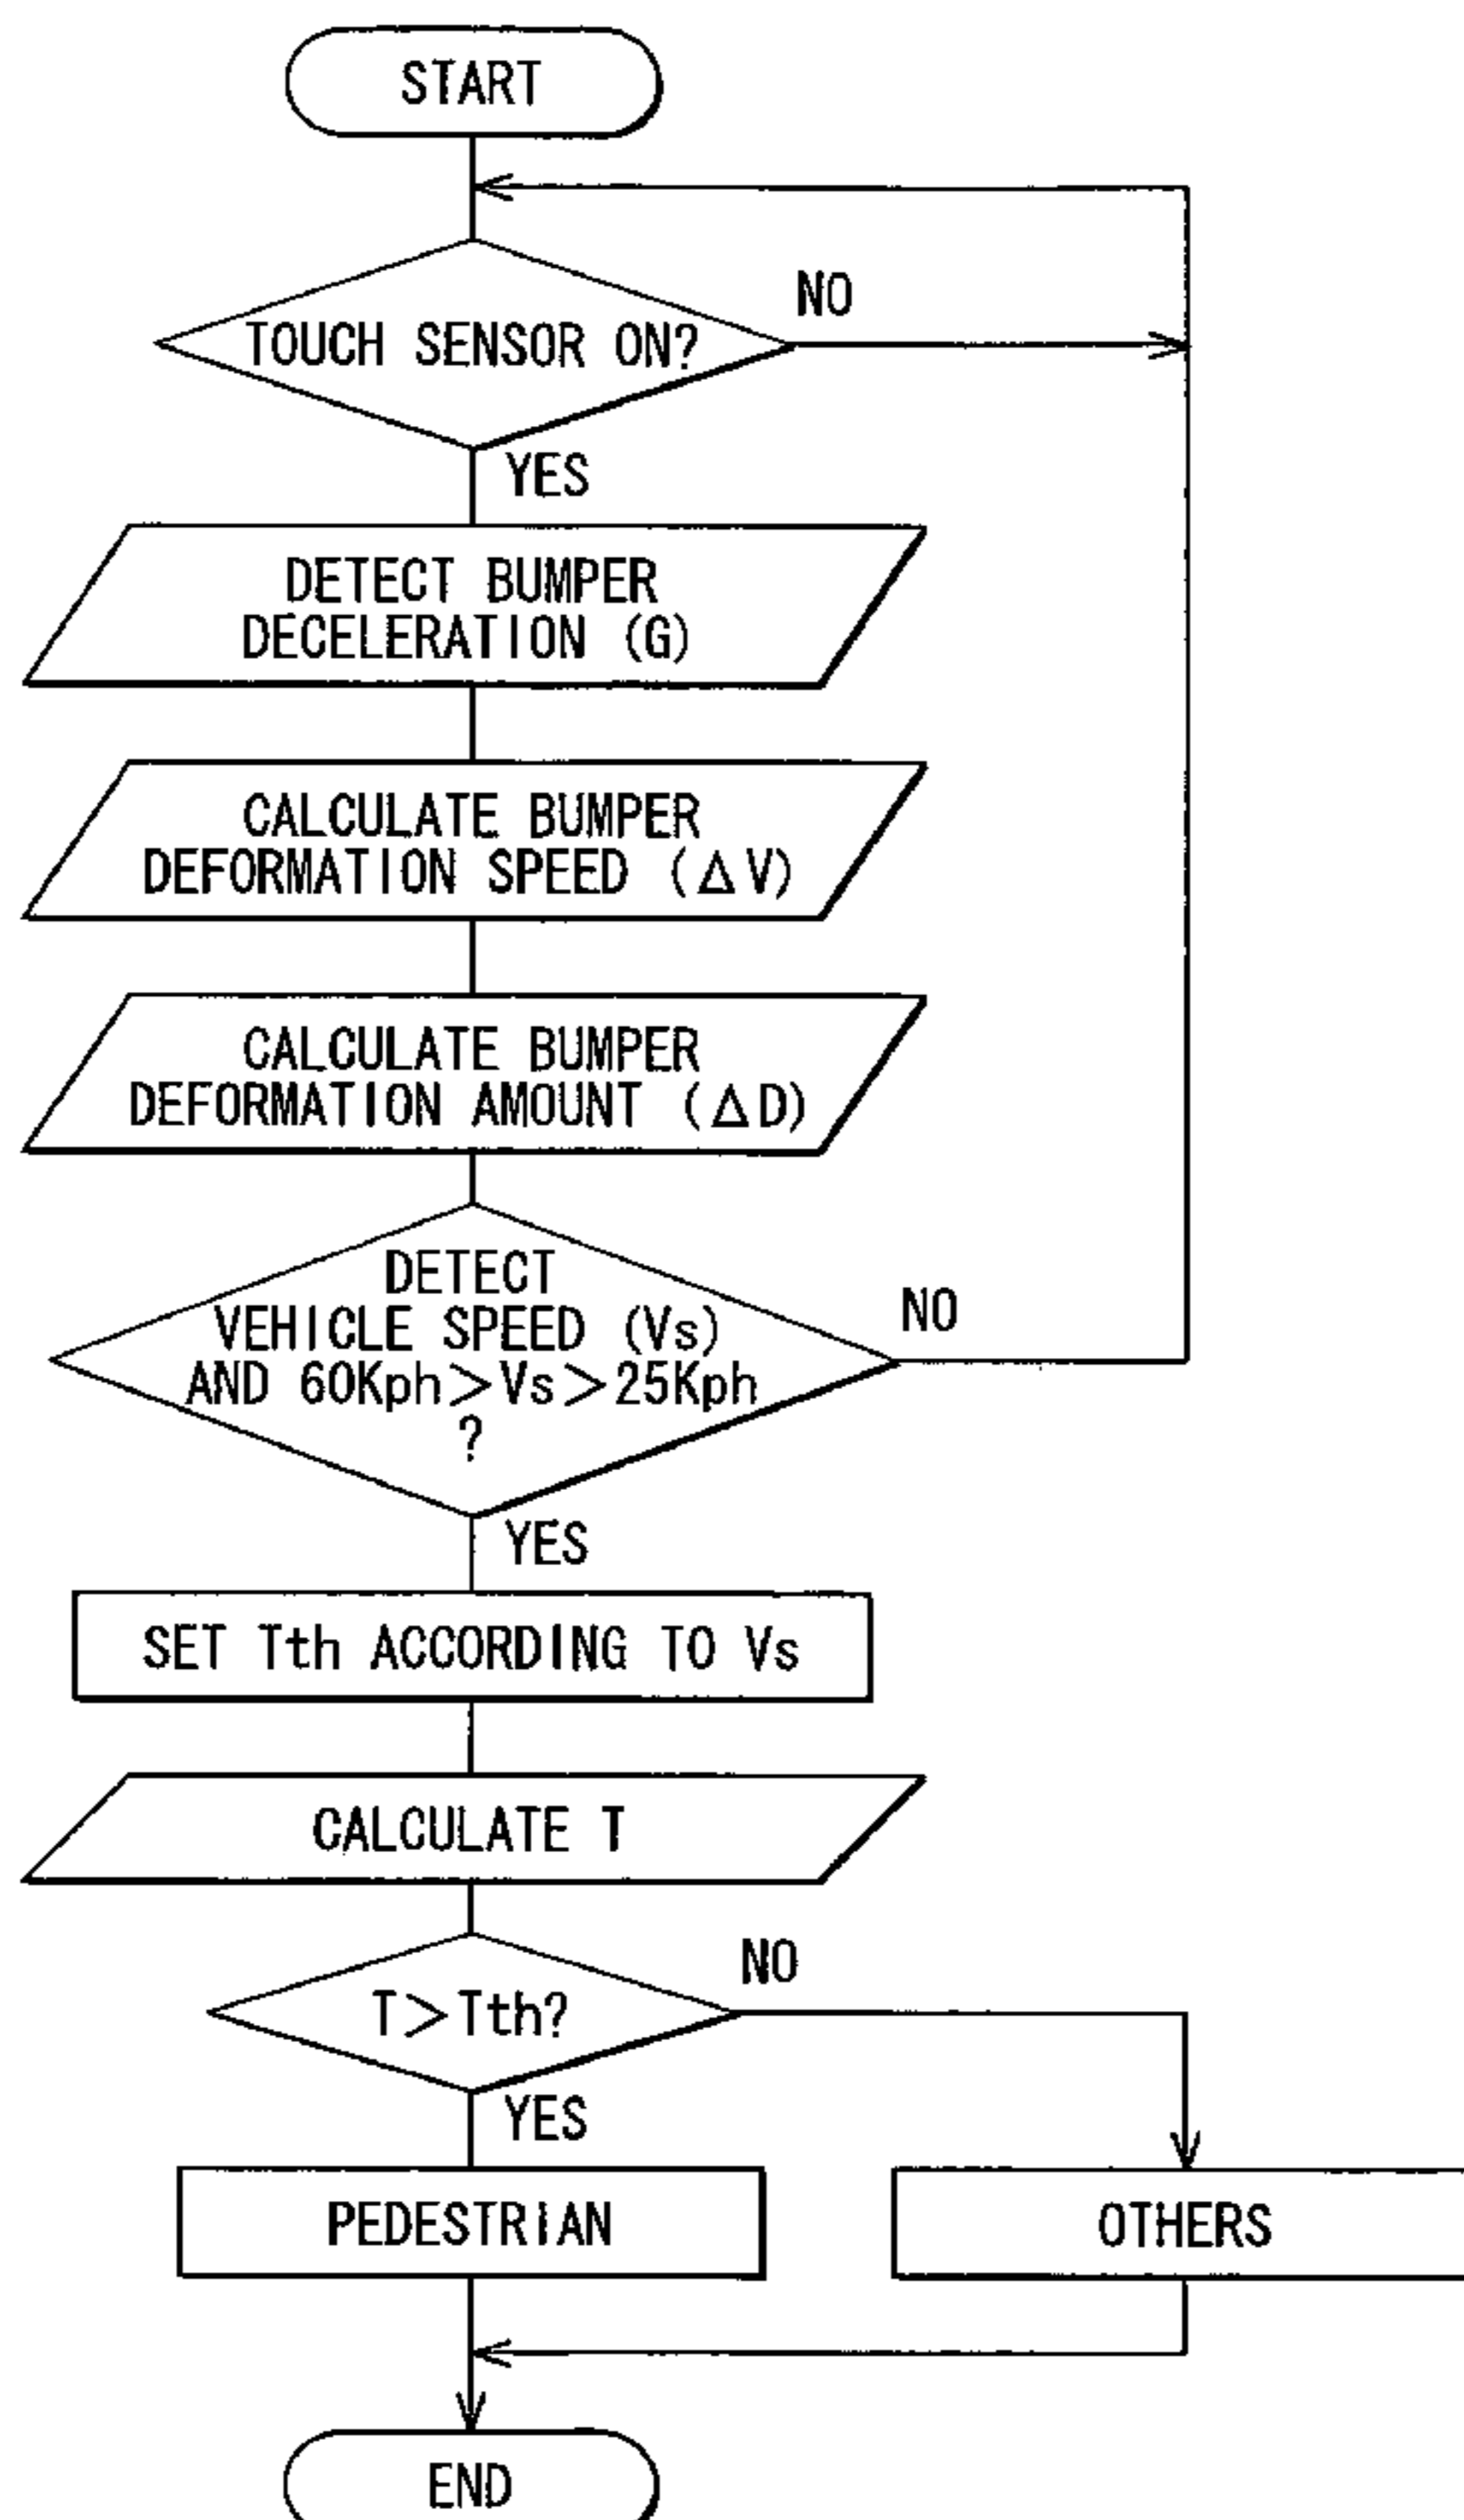 START
TOUCH SENSOR ON?
NO
YES
DETECT BUMPER
DECELERATION (G)
CALCULATE BUMPER
DEFORMATION SPEED (ΔV)
CALCULATE BUMPER
DEFORMATION AMOUNT (ΔD)
DETECT
VEHICLE SPEED (Vs)
AND 60Kph>Vs>25Kph
?
NO
YES
SET Tth ACCORDING TO Vs
CALCULATE T
T>Tth?
NO
YES
PEDESTRIAN
OTHERS
END